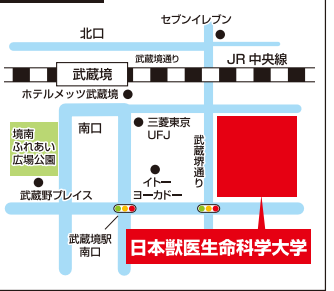 セブンイレブン
北口
武蔵境通り
JR 中央線
武蔵境
ホテルメッツ武蔵境
南口
三菱東京
UFJ
境南
ふれあい
広場公園
武蔵堺通り
イトー
ヨーカドー
武蔵野プレイス
武蔵境駅
南口
日本獣医生命科学大学